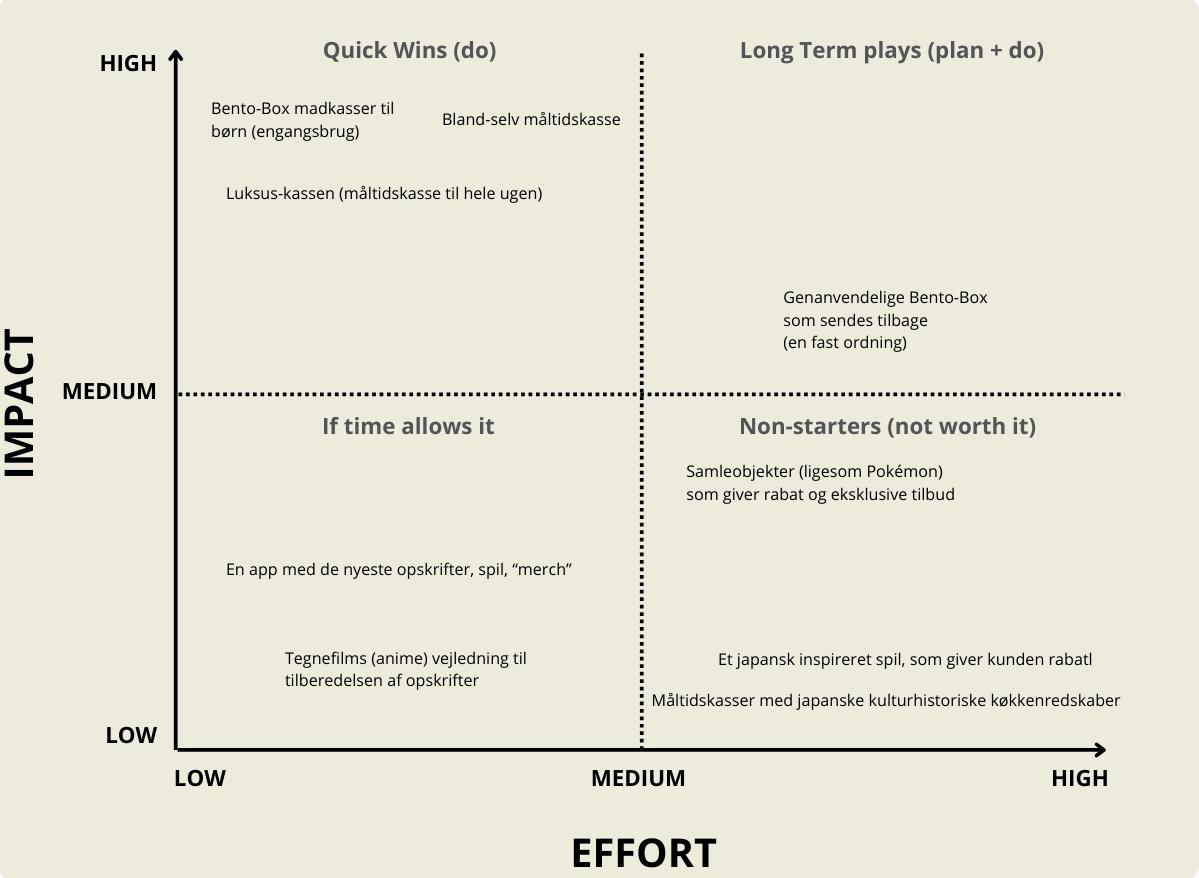 HIGH
Quick Wins (do)
Long Term plays (plan + do)
Bento-Box madkasser til
børn (engangsbrug)
Bland-selv måltidskasse
Luksus-kassen (måltidskasse til hele ugen)
Genanvendelige Bento-Box
som sendes tilbage
(en fast ordning)
IMPACT
MEDIUM
If time allows it
Non-starters (not worth it)
Samleobjekter (ligesom Pokémon)
som giver rabat og eksklusive tilbud
En app med de nyeste opskrifter, spil, “merch”
Tegnefilms (anime) vejledning til
tilberedelsen af opskrifter
Et japansk inspireret spil, som giver kunden rabatl
Måltidskasser med japanske kulturhistoriske køkkenredskaber
LOW
LOW
MEDIUM
HIGH
EFFORT